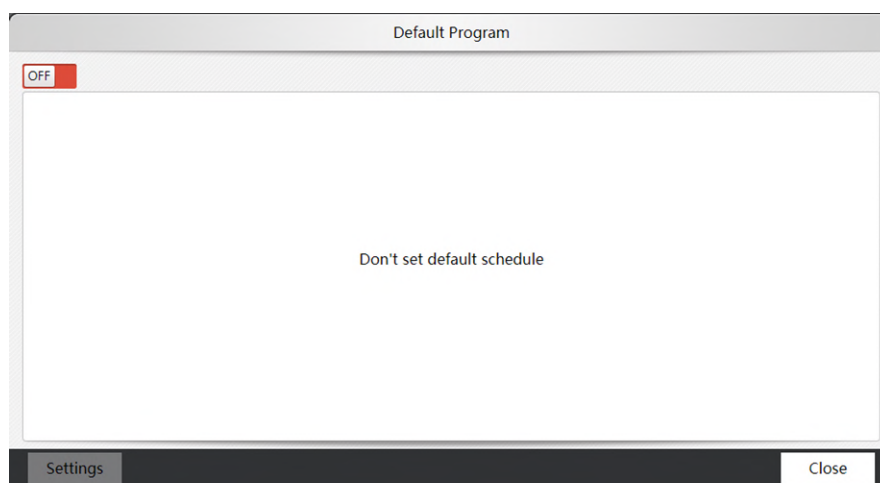 Default Program
OFF
Don't set default schedule
Settings
Close